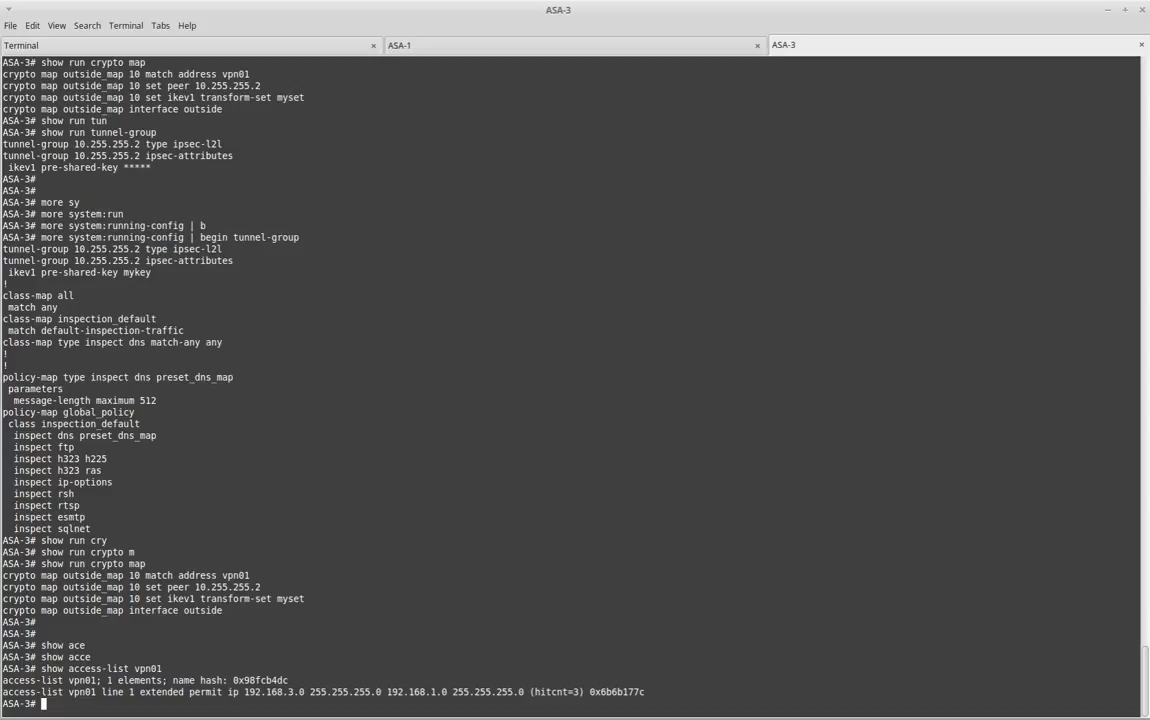 ASA-3
File Edit View Search Terminal Tabs Help
Terminal × ASA-1 × ASA-3 ×
ASA-3# show run crypto map
crypto map outside_map 10 match address vpn01
crypto map outside_map 10 set peer 10.255.255.2
crypto map outside_map 10 set ikev1 transform-set myset
crypto map outside_map interface outside
ASA-3# show run tun
ASA-3# show run tunnel-group
tunnel-group 10.255.255.2 type ipsec-l2l
tunnel-group 10.255.255.2 ipsec-attributes
 ikev1 pre-shared-key *****
ASA-3#
ASA-3#
ASA-3# more sy
ASA-3# more system:run
ASA-3# more system:running-config | b
ASA-3# more system:running-config | begin tunnel-group
tunnel-group 10.255.255.2 type ipsec-l2l
tunnel-group 10.255.255.2 ipsec-attributes
 ikev1 pre-shared-key mykey
!
class-map all
 match any
class-map inspection_default
 match default-inspection-traffic
class-map type inspect dns match-any any
!
!
policy-map type inspect dns preset_dns_map
 parameters
  message-length maximum 512
policy-map global_policy
 class inspection_default
  inspect dns preset_dns_map
  inspect ftp
  inspect h323 h225
  inspect h323 ras
  inspect ip-options
  inspect rsh
  inspect rtsp
  inspect esmtp
  inspect sqlnet
ASA-3# show run cry
ASA-3# show run crypto m
ASA-3# show run crypto map
crypto map outside_map 10 match address vpn01
crypto map outside_map 10 set peer 10.255.255.2
crypto map outside_map 10 set ikev1 transform-set myset
crypto map outside_map interface outside
ASA-3#
ASA-3#
ASA-3# show ace
ASA-3# show acce
ASA-3# show access-list vpn01
access-list vpn01; 1 elements; name hash: 0x98fcb4dc
access-list vpn01 line 1 extended permit ip 192.168.3.0 255.255.255.0 192.168.1.0 255.255.255.0 (hitcnt=3) 0x6b6b177c
ASA-3#